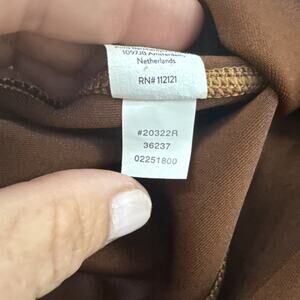 1097JB Amsterdam
Netherlands
RN# 112121
#20322R
36237
02251800